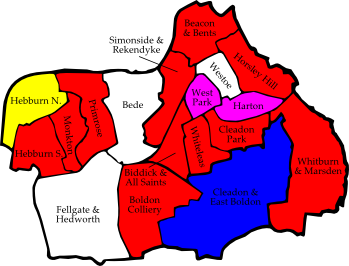 Beacon
& Bents
Simonside &
Rekendyke
Westoe
Horsley Hill
Hebburn N.
Primrose
Bede
West
Park
Harton
Monkton
Hebburn S.
Whiteleas
Cleadon
Park
Whitburn
& Marsden
Biddick &
All Saints
Boldon
Colliery
Cleadon &
East Boldon
Fellgate &
Hedworth